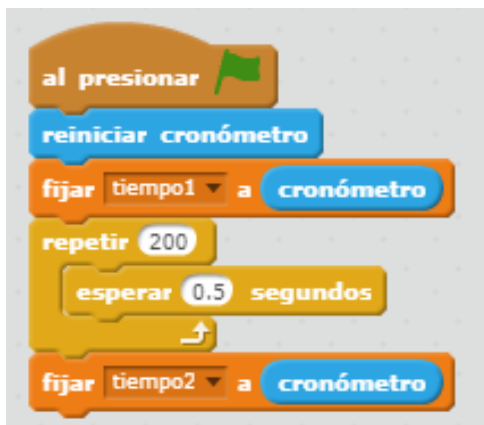 al presionar
reiniciar cronómetro
fijar tiempo1 a cronómetro
repetir 200
esperar 0.5 segundos
fijar tiempo2 a cronómetro